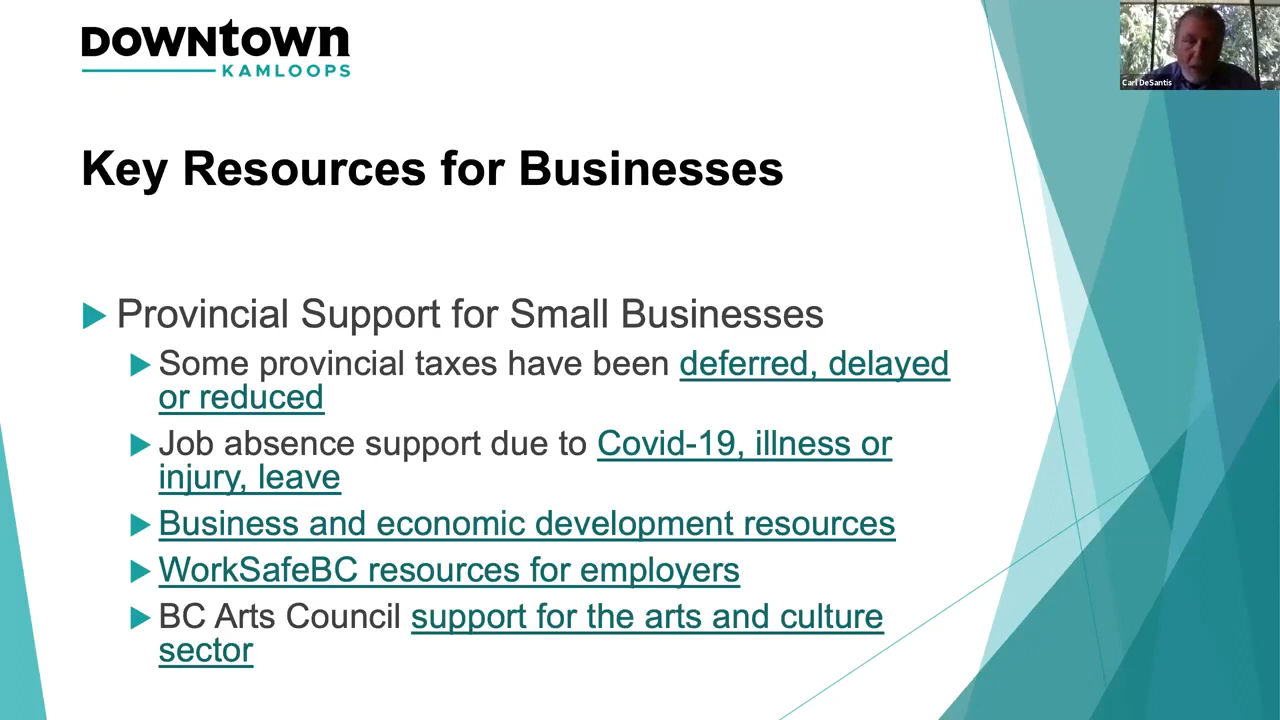 DOWNtOWN
KAMLOOPS
Carl DeSantis
Key Resources for Businesses
Provincial Support for Small Businesses
Some provincial taxes have been deferred, delayed
or reduced
Job absence support due to Covid-19, illness or
injury, leave
Business and economic development resources
WorkSafeBC resources for employers
BC Arts Council support for the arts and culture
sector